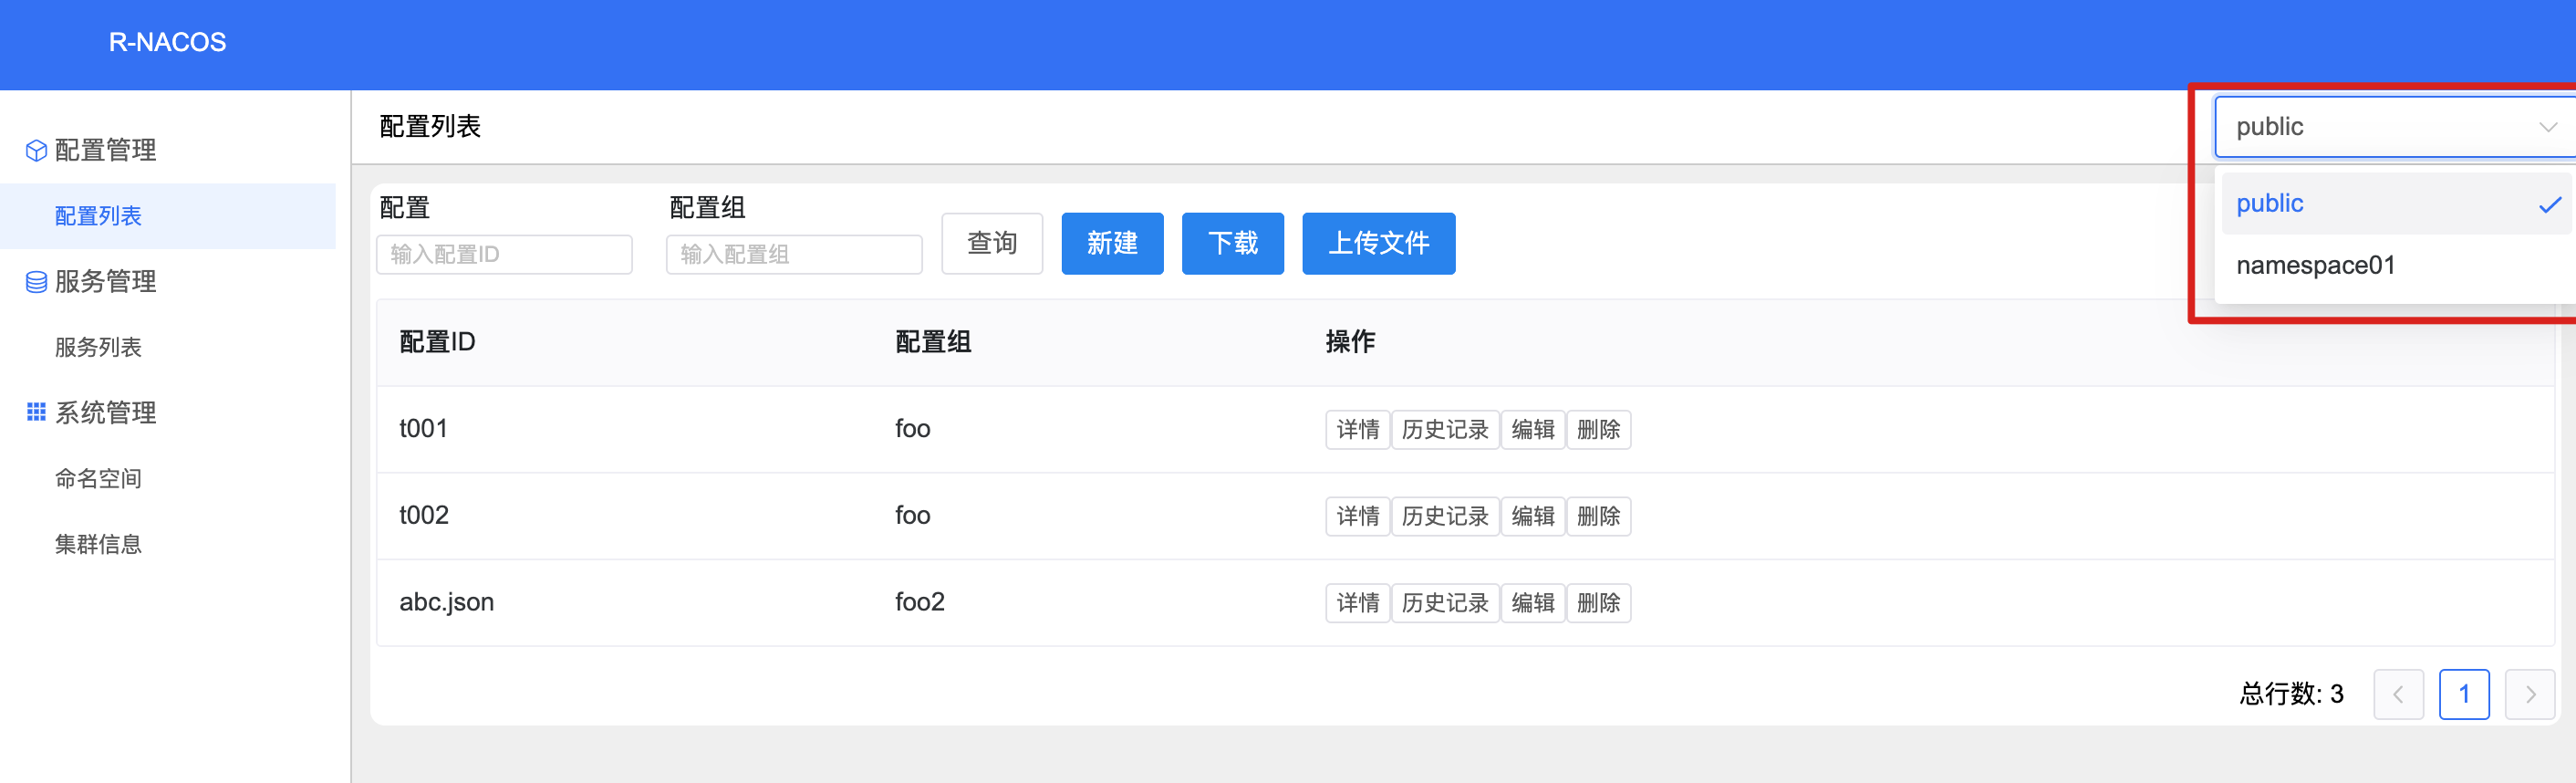 R-NACOS
配置管理
配置列表
服务管理
服务列表
系统管理
命名空间
集群信息
配置列表
public
public
namespace01
配置 配置组
输入配置ID 输入配置组 查询 新建 下载 上传文件
配置ID 配置组 操作
t001 foo 详情 历史记录 编辑 删除
t002 foo 详情 历史记录 编辑 删除
abc.json foo2 详情 历史记录 编辑 删除
总行数: 3 1